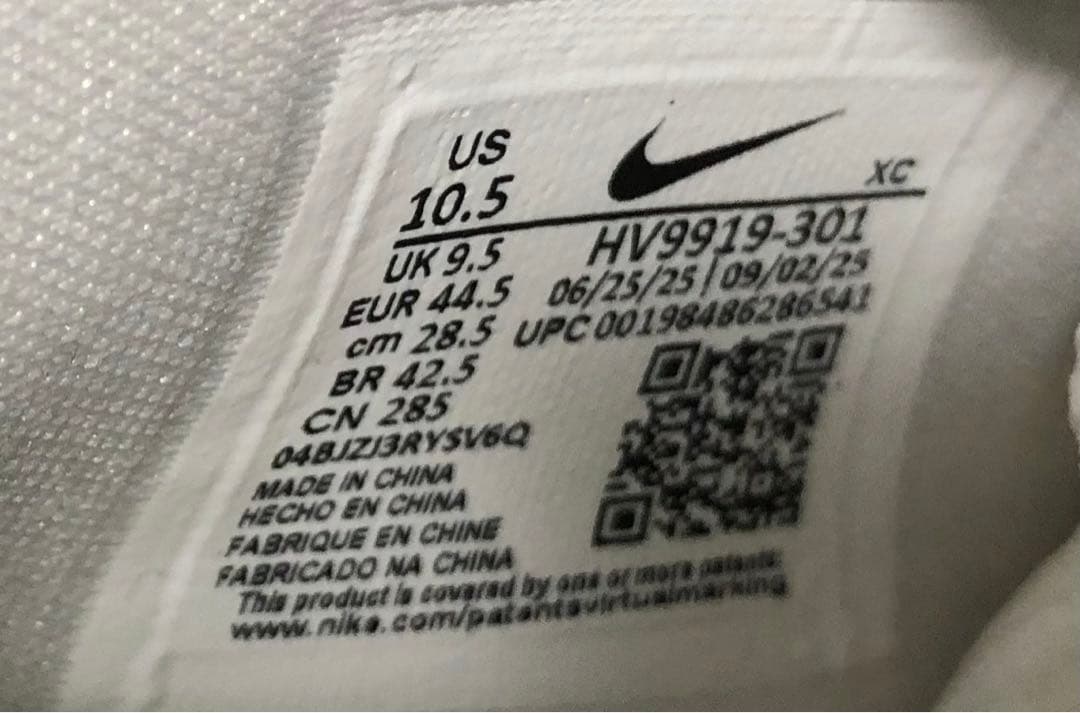 US
10.5
XC
UK 9.5
HV9919-301
EUR 44.5
06/25/25 | 09/02/25
cm 28.5
UPC 00198486286541
BR 42.5
CN 285
04BJZJ3RYSV6Q
MADE IN CHINA
HECHO EN CHINA
FABRIQUE EN CHINE
FABRICADO NA CHINA
This product is covered by one or more patents.
www.nike.com/patentsvirtualmarking